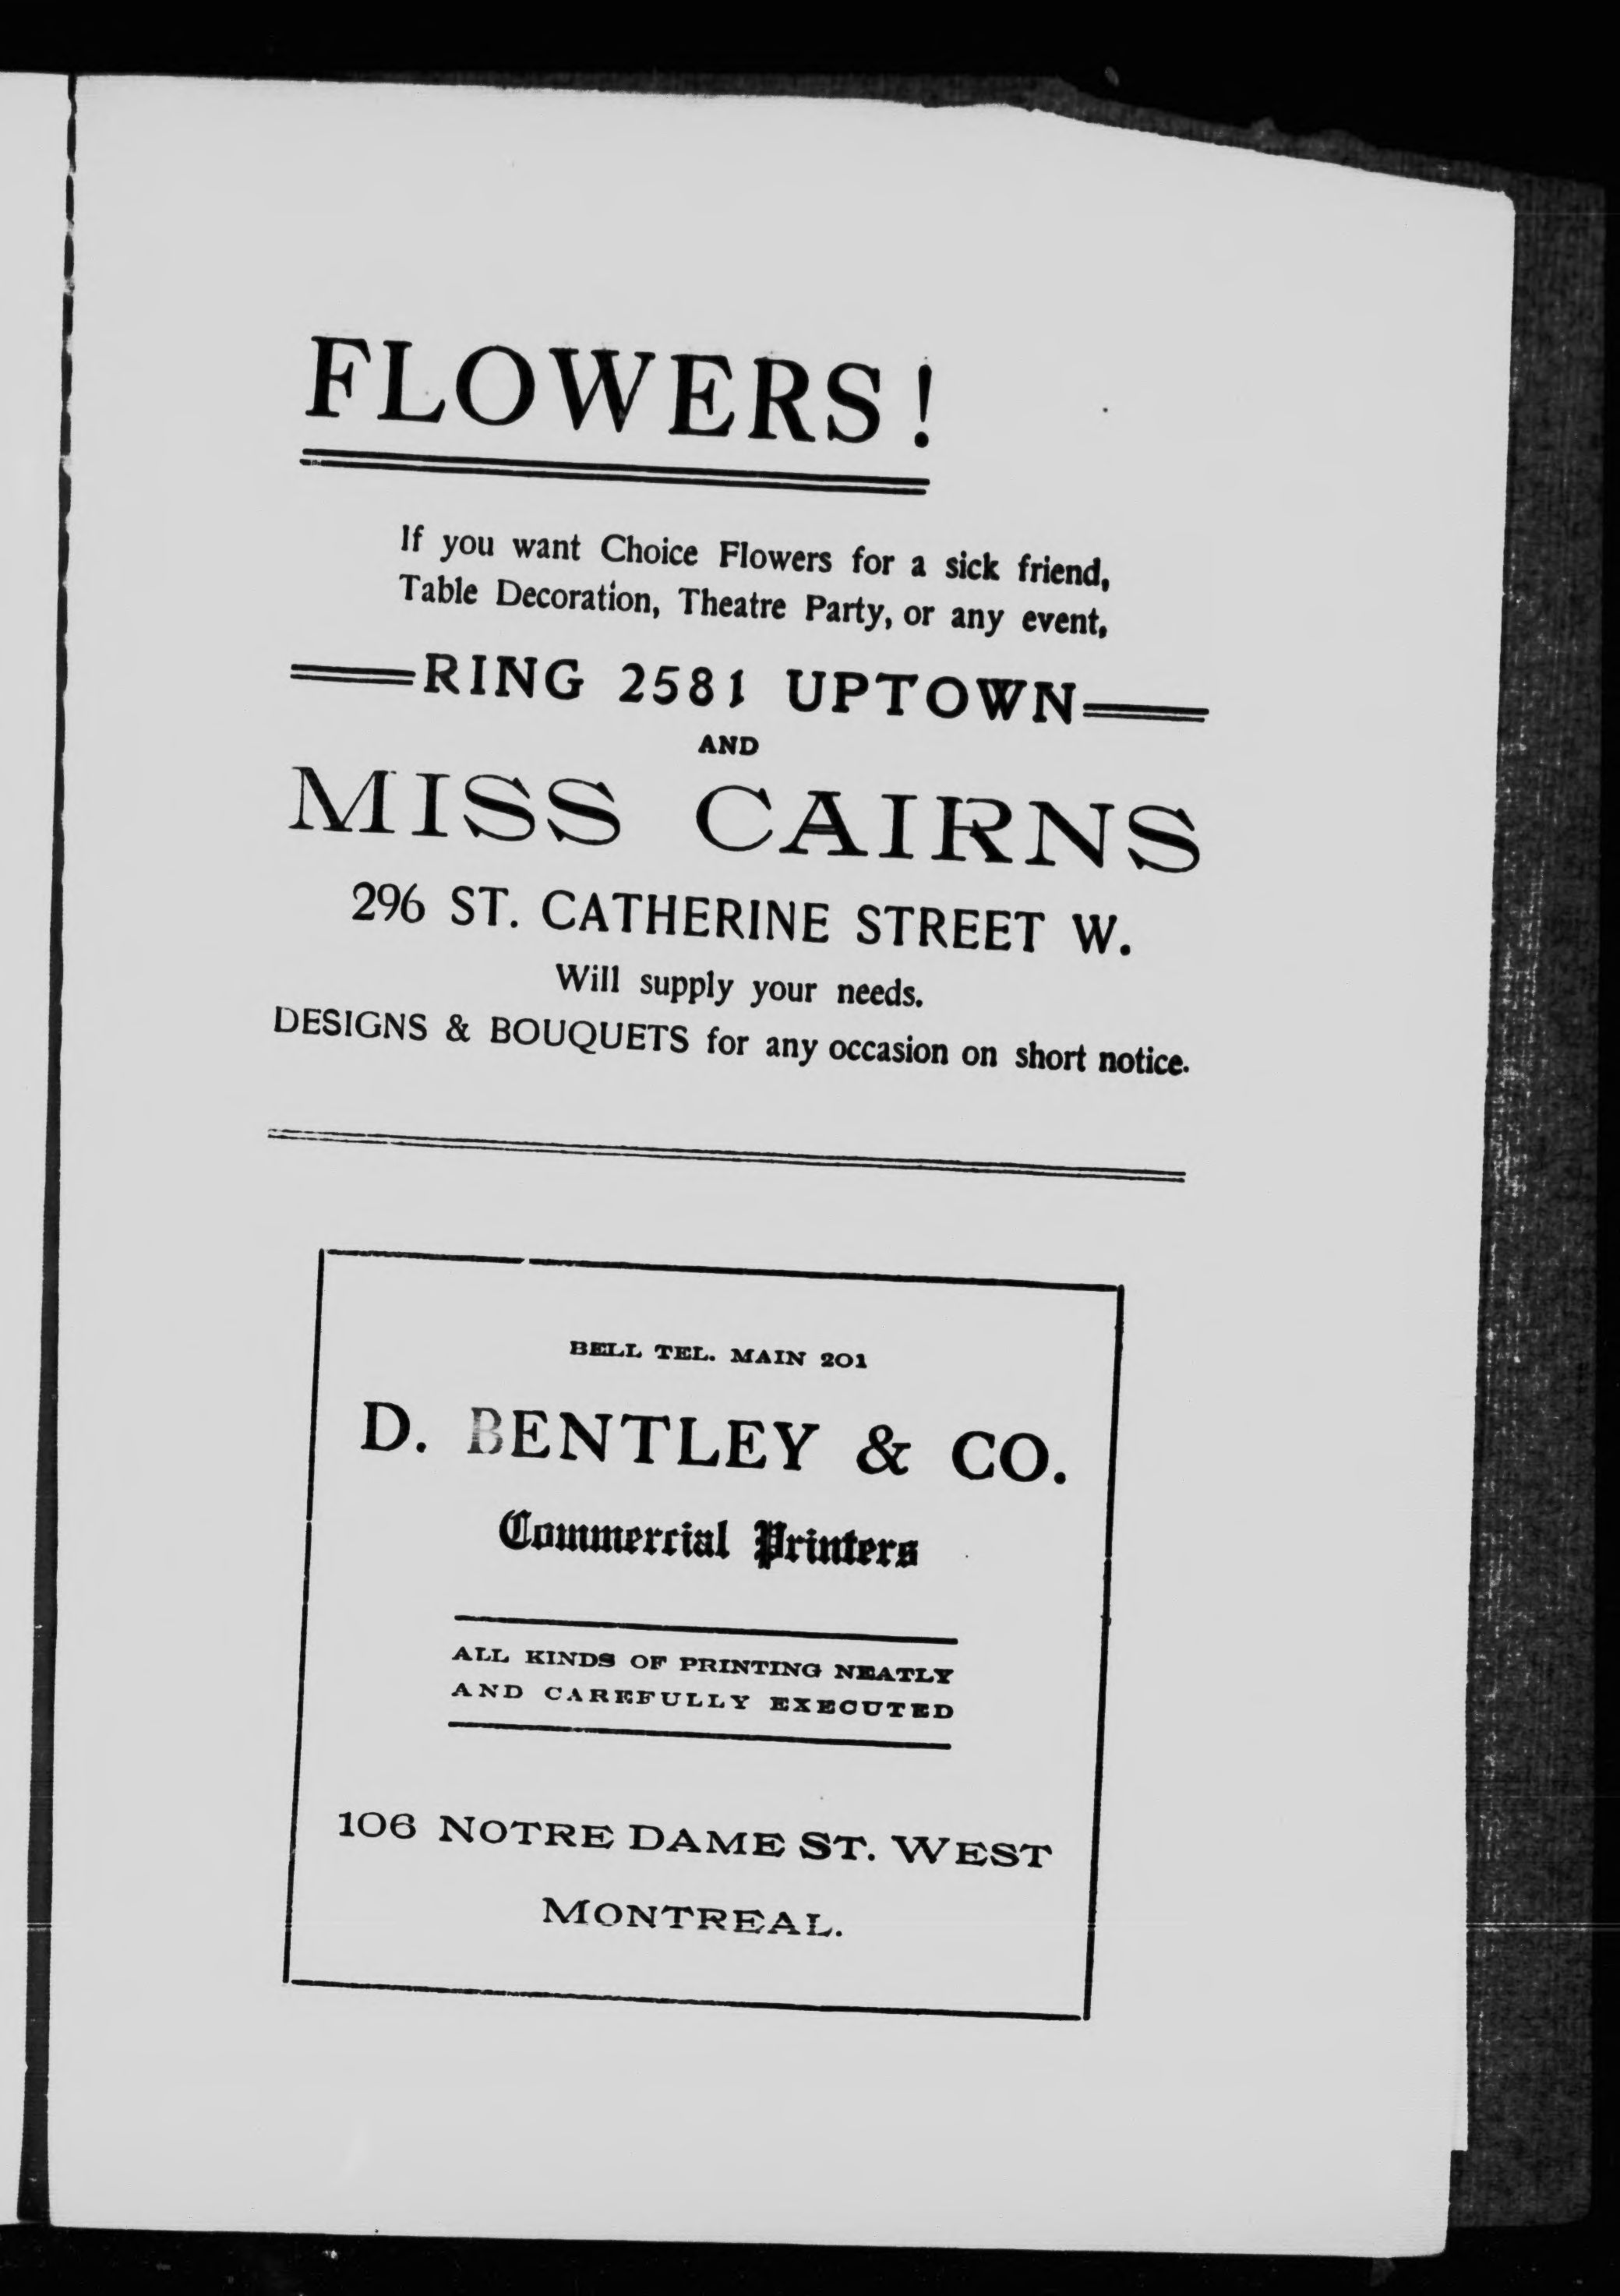 FLOWERS!
If you want Choice Flowers for a sick friend,
Table Decoration, Theatre Party, or any event,
RING 2581 UPTOWN
AND
MISS CAIRNS
296 ST. CATHERINE STREET W.
Will supply your needs.
DESIGNS & BOUQUETS for any occasion on short notice.
BELL TEL. MAIN 201
D. BENTLEY & CO.
Commercial Printers
ALL KINDS OF PRINTING NEATLY
AND CAREFULLY EXECUTED
106 NOTRE DAME ST. WEST
MONTREAL.